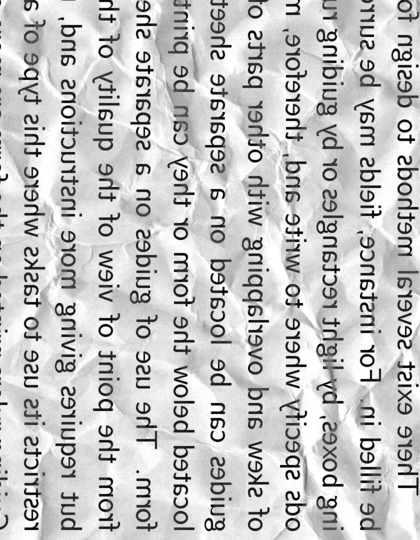 There exist several methods to design fo
be filled in. For instance, fields may be surro
ing boxes, by light rectangles or by guiding ru
ods specify where to write and, therefore, m
of skew and overlapping with other parts o
guides can be located on a separate sheet
located below the form or they can be print
form. The use of guides on a separate she
from the point of view of the quality of th
but requires giving more instructions and,
restricts its use to tasks where this type of a